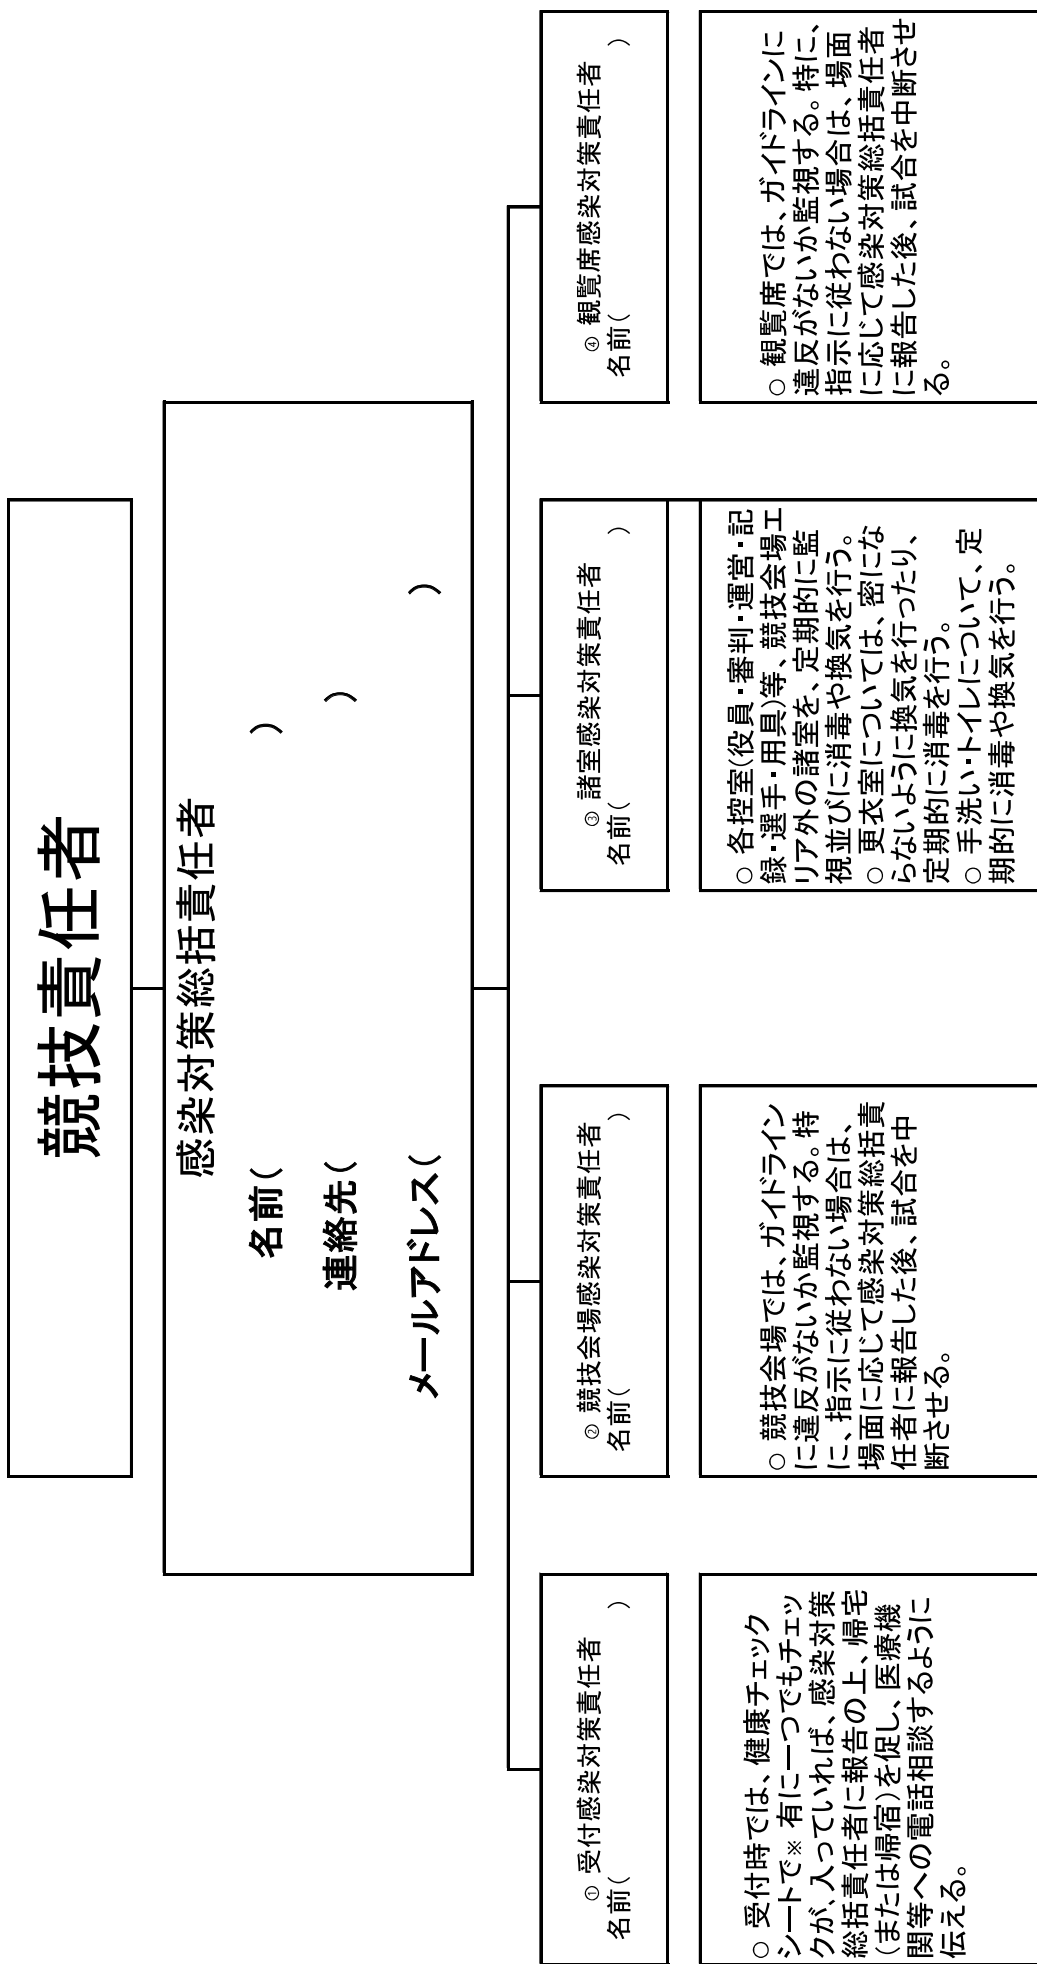 競技責任者
感染対策総括責任者
名前(　　　　　)
連絡先(　　　　　)
メールアドレス(　　　　　)
① 受付感染対策責任者
名前(　　　　　)
② 競技会場感染対策責任者
名前(　　　　　)
③ 諸室感染対策責任者
名前(　　　　　)
④ 観覧席感染対策責任者
名前(　　　　　)
○ 受付時では、健康チェック
シートで※ 有に一つでもチェッ
クが、入っていれば、感染対策
総括責任者に報告の上、帰宅
(または帰宿)を促し、医療機
関等への電話相談するように
伝える。
○ 競技会場では、ガイドライン
に違反がないか監視する。特
に、指示に従わない場合は、
場面に応じて感染対策総括責
任者に報告した後、試合を中
断させる。
○ 各控室(役員・審判・運営・記
録・選手・用具)等、競技会場エ
リア外の諸室を、定期的に監
視並びに消毒や換気を行う。
○ 更衣室については、密にな
らないように換気を行ったり、
定期的に消毒を行う。
○ 手洗い・トイレについて、定
期的に消毒や換気を行う。
○ 観覧席では、ガイドラインに
違反がないか監視する。特に、
指示に従わない場合は、場面
に応じて感染対策総括責任者
に報告した後、試合を中断させ
る。